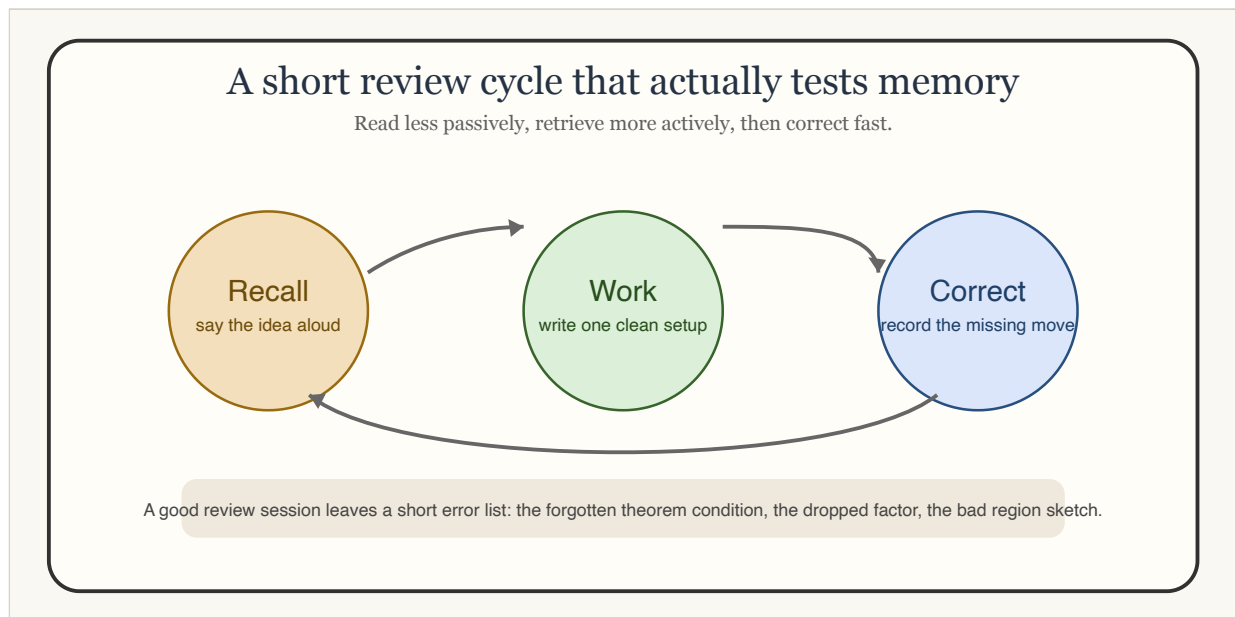 A short review cycle that actually tests memory
Read less passively, retrieve more actively, then correct fast.
Recall
say the idea aloud
Work
write one clean setup
Correct
record the missing move
A good review session leaves a short error list: the forgotten theorem condition, the dropped factor, the bad region sketch.